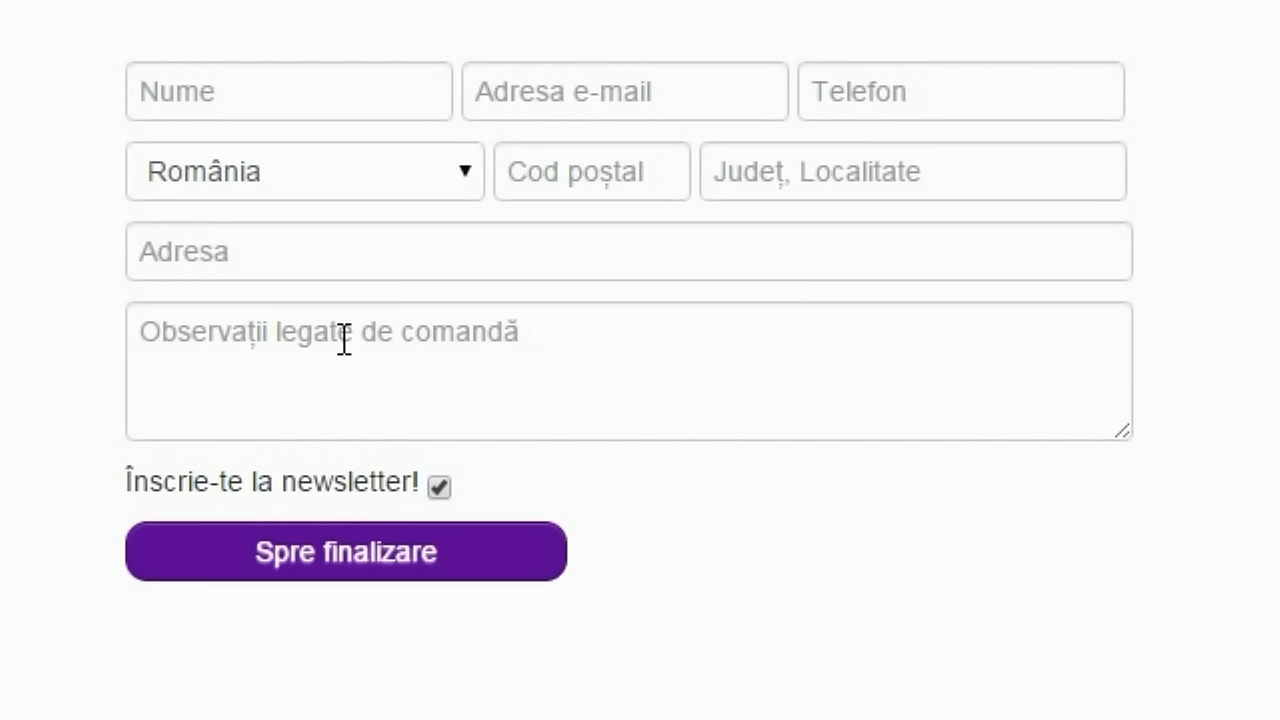 Nume Adresa e-mail Telefon
România Cod poștal Județ, Localitate
Adresa
Observații legate de comandă
Înscrie-te la newsletter!
Spre finalizare